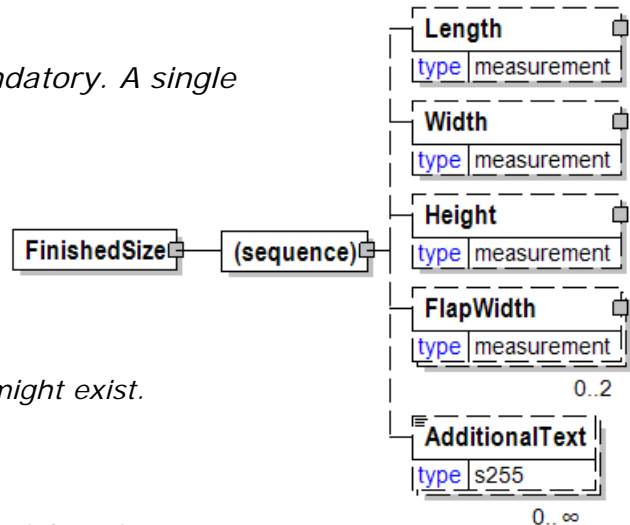 ndatory. A single
might exist.
FinishedSize
(sequence)
Length
type measurement
Width
type measurement
Height
type measurement
FlapWidth
type measurement
0..2
AdditionalText
type s255
0..∞